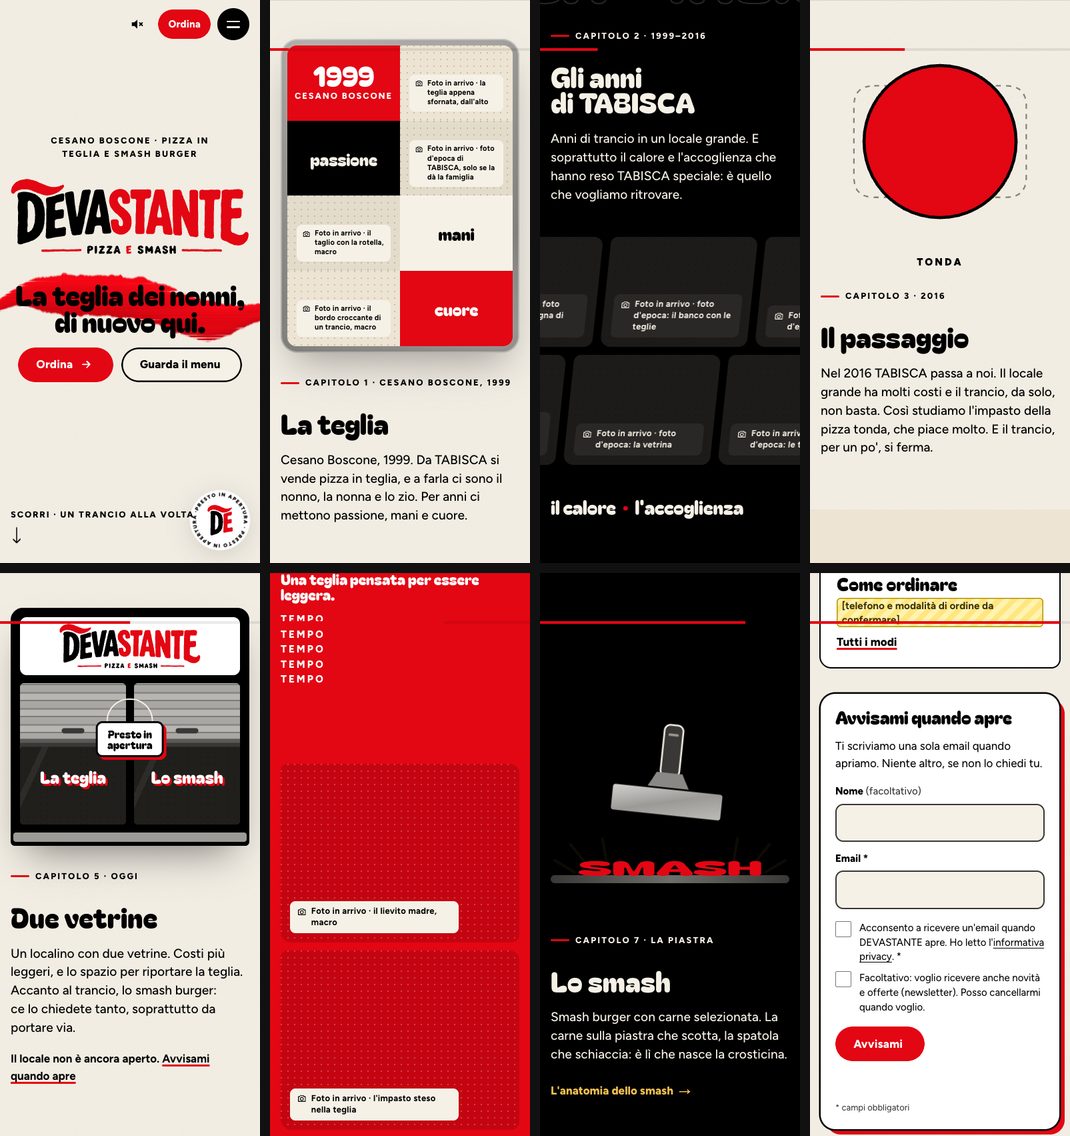 Ordina
CESANO BOSCONE · PIZZA IN
TEGLIA E SMASH BURGER
DEVASTANTE
PIZZA E SMASH
La teglia dei nonni,
di nuovo qui.
Ordina →
Guarda il menu
SCORRI · UN TRANCIO ALLA VOLTA
↓
PRESTO IN APERTURA · PRESTO IN APERTURA ·
DE
1999
CESANO BOSCONE
Foto in arrivo · la
teglia appena
sfornata, dall'alto
passione
Foto in arrivo · foto
d'epoca di
TABISCA, solo se la
dà la famiglia
Foto in arrivo · il
taglio con la rotella,
macro
mani
Foto in arrivo · il
bordo croccante di
un trancio, macro
cuore
CAPITOLO 1 · CESANO BOSCONE, 1999
La teglia
Cesano Boscone, 1999. Da TABISCA si
vende pizza in teglia, e a farla ci sono il
nonno, la nonna e lo zio. Per anni ci
mettono passione, mani e cuore.
CAPITOLO 2 · 1999–2016
Gli anni
di TABISCA
Anni di trancio in un locale grande. E
soprattutto il calore e l'accoglienza che
hanno reso TABISCA speciale: è quello
che vogliamo ritrovare.
foto
gna di
Foto in arrivo · foto
d'epoca: il banco con le
teglie
Fo
d'e
Foto in arrivo · foto
d'epoca: la vetrina
Foto in arriv
d'epoca: le t
il calore • l'accoglienza
TONDA
CAPITOLO 3 · 2016
Il passaggio
Nel 2016 TABISCA passa a noi. Il locale
grande ha molti costi e il trancio, da solo,
non basta. Così studiamo l'impasto della
pizza tonda, che piace molto. E il trancio,
per un po', si ferma.
DEVASTANTE
PIZZA E SMASH
Presto in
apertura
La teglia
Lo smash
CAPITOLO 5 · OGGI
Due vetrine
Un localino con due vetrine. Costi più
leggeri, e lo spazio per riportare la teglia.
Accanto al trancio, lo smash burger:
ce lo chiedete tanto, soprattutto da
portare via.
Il locale non è ancora aperto. Avvisami
quando apre
Una teglia pensata per essere
leggera.
TEMPO
TEMPO
TEMPO
TEMPO
TEMPO
Foto in arrivo · il lievito madre,
macro
Foto in arrivo · l'impasto steso
nella teglia
SMASH
CAPITOLO 7 · LA PIASTRA
Lo smash
Smash burger con carne selezionata. La
carne sulla piastra che scotta, la spatola
che schiaccia: è lì che nasce la crosticina.
L'anatomia dello smash →
Come ordinare
[telefono e modalità di ordine da
confermare]
Tutti i modi
Avvisami quando apre
Ti scriviamo una sola email quando
apriamo. Niente altro, se non lo chiedi tu.
Nome (facoltativo)
Email *
Acconsento a ricevere un'email quando
DEVASTANTE apre. Ho letto l'informativa
privacy. *
Facoltativo: voglio ricevere anche novità
e offerte (newsletter). Posso cancellarmi
quando voglio.
Avvisami
* campi obbligatori